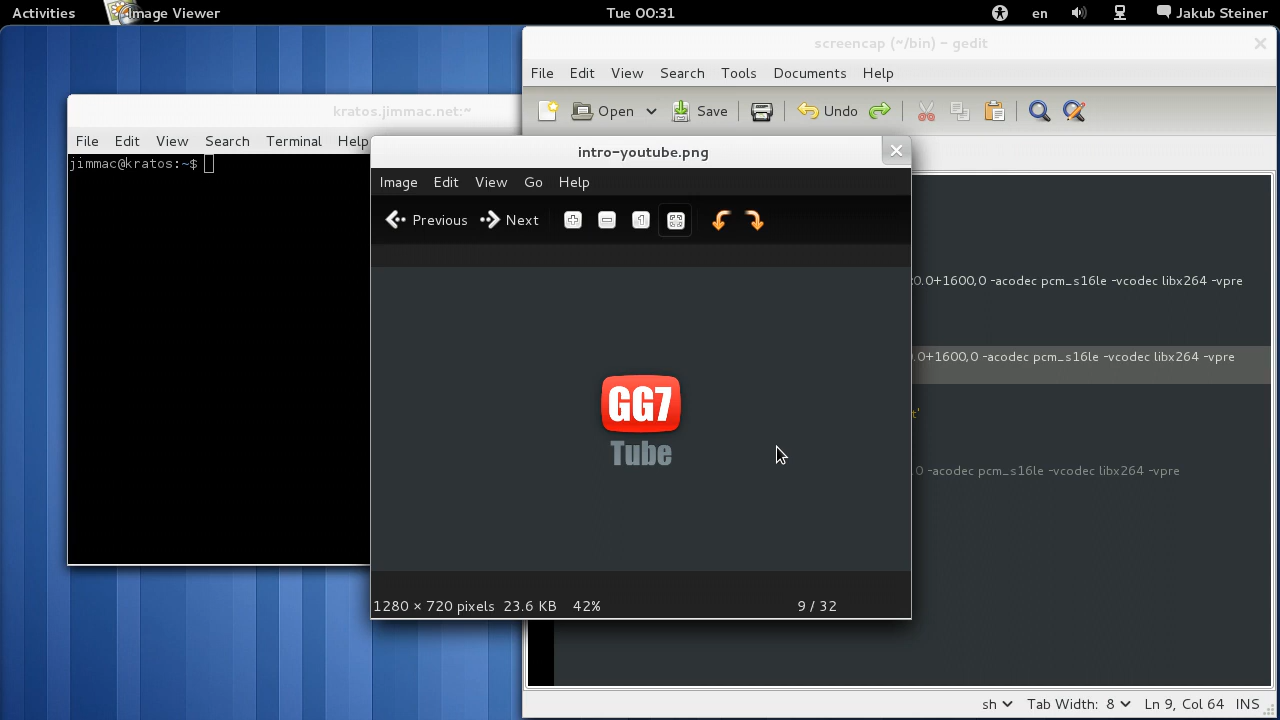 Activities Image Viewer Tue 00:31 en Jakub Steiner
screencap (~/bin) - gedit
File Edit View Search Tools Documents Help
Open Save Undo
kratos.jimmac.net:~
File Edit View Search Terminal Help
jimmac@kratos:~$
intro-youtube.png
Image Edit View Go Help
Previous Next
GG7
Tube
1280 × 720 pixels 23.6 KB 42% 9 / 32
0.0+1600,0 -acodec pcm_s16le -vcodec libx264 -vpre
.0+1600,0 -acodec pcm_s16le -vcodec libx264 -vpre
t'
0 -acodec pcm_s16le -vcodec libx264 -vpre
sh Tab Width: 8 Ln 9, Col 64 INS